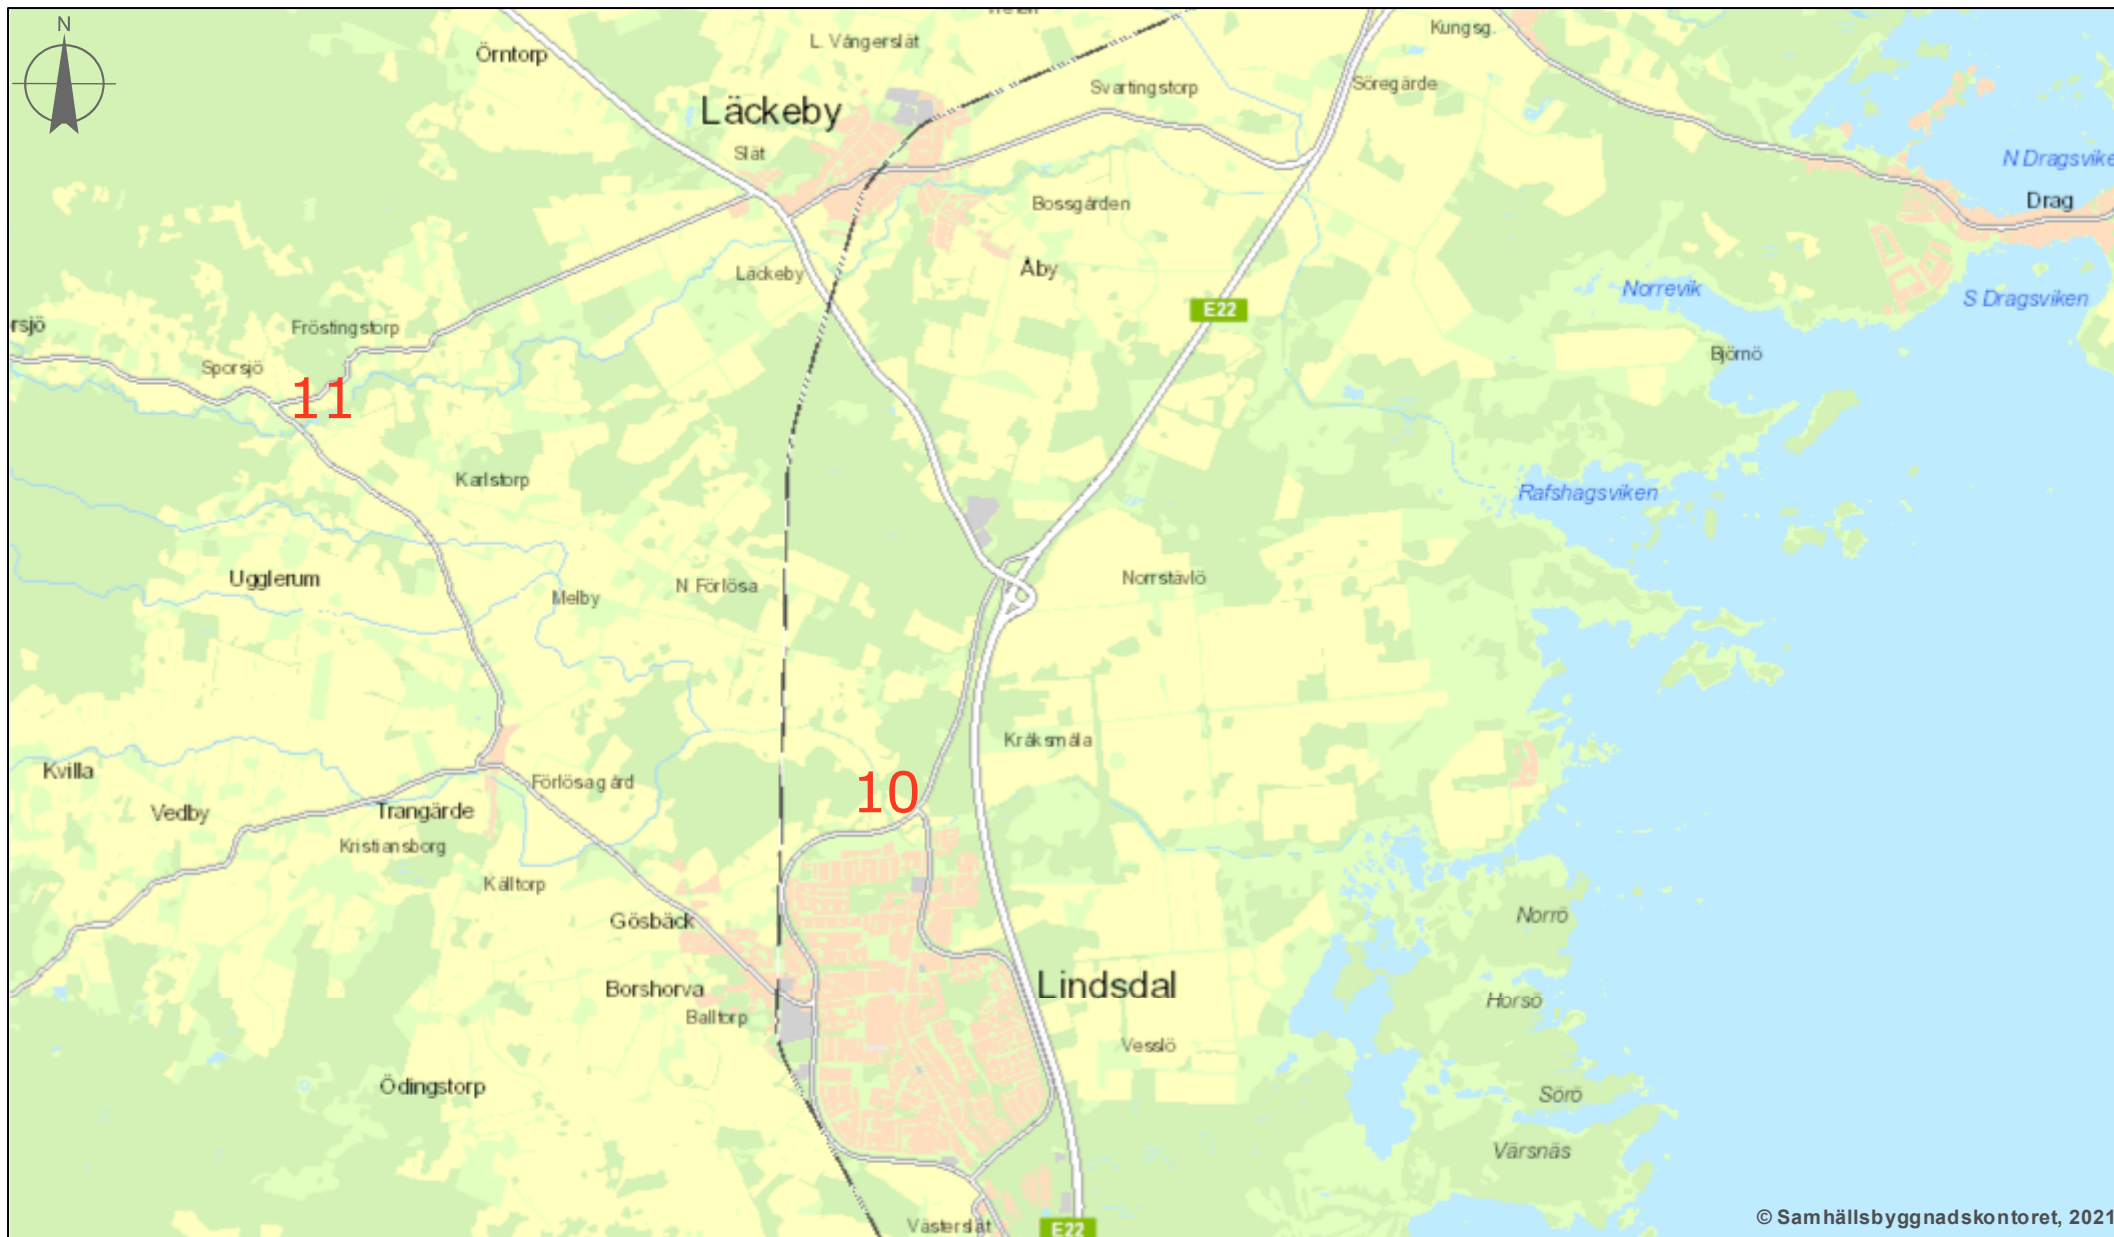 N
Örntorp
L. Vångerslät
Kungsg.
Söregärde
Svartingstorp
Läckeby
Slät
N Dragsvike
Drag
Bossgården
Åby
Läckeby
Norrevik
S Dragsviken
E22
rsjö
Fröstingstorp
Björnö
Sporsjö
11
Karlstorp
Rafshagsviken
Ugglerum
N Förlösa
Norrstävlö
Melby
Kråksmåla
Kvilla
Förlösagård
10
Vedby
Trangärde
Kristiansborg
Källtorp
Gösbäck
Norrö
Borshorva
Lindsdal
Horsö
Balltorp
Vesslö
Ödingstorp
Sörö
Värsnäs
Västerslät
E22
© Samhällsbyggnadskontoret, 2021